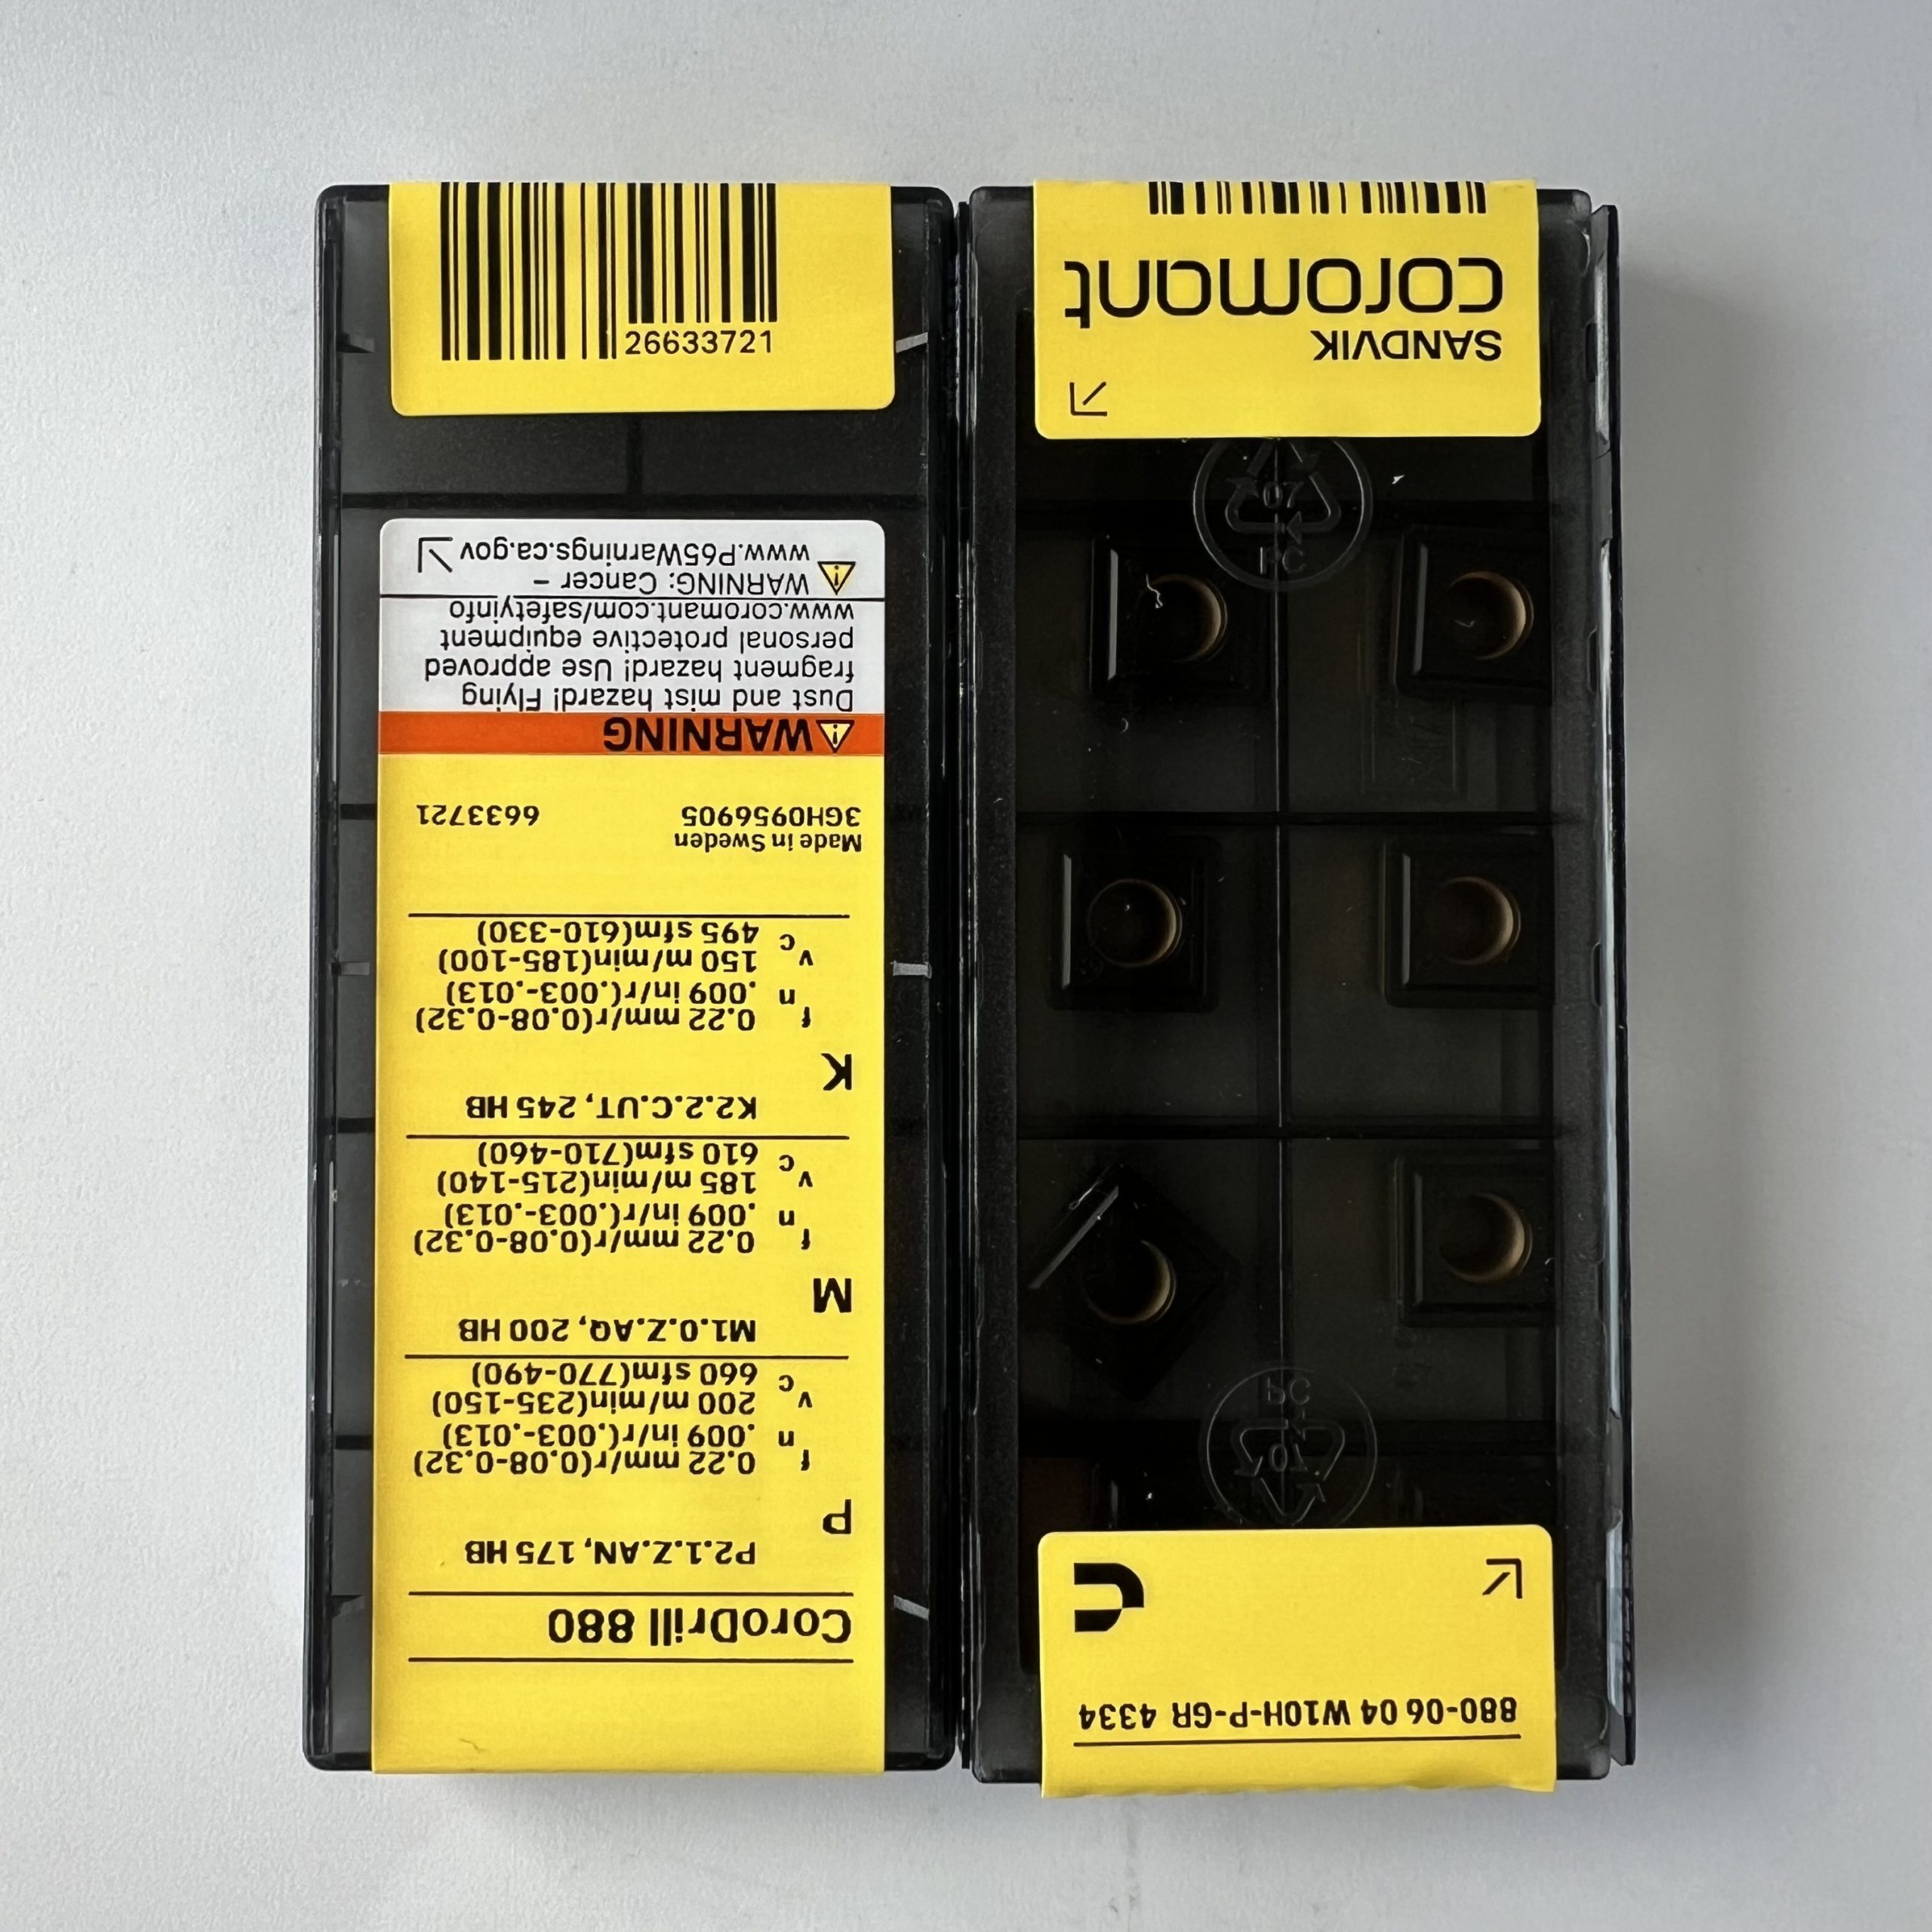 26633721
CoroDrill 880
P2.1.Z.AN, 175 HB
P
f n 0.22 mm/r(0.08-0.32)
.009 in/r(.003-.013)
v c 200 m/min(235-150)
660 sfm(770-490)
M1.0.Z.AQ, 200 HB
M
f n 0.22 mm/r(0.08-0.32)
.009 in/r(.003-.013)
v c 185 m/min(215-140)
610 sfm(710-460)
K2.2.C.UT, 245 HB
K
f n 0.22 mm/r(0.08-0.32)
.009 in/r(.003-.013)
v c 150 m/min(185-100)
495 sfm(610-330)
Made in Sweden
3GH0956905 6633721
WARNING
Dust and mist hazard! Flying
fragment hazard! Use approved
personal protective equipment
www.coromant.com/safetyinfo
WARNING: Cancer –
www.P65Warnings.ca.gov
880-06 04 W10H-P-GR 4334
PC
07
07
PC
SANDVIK
coromant